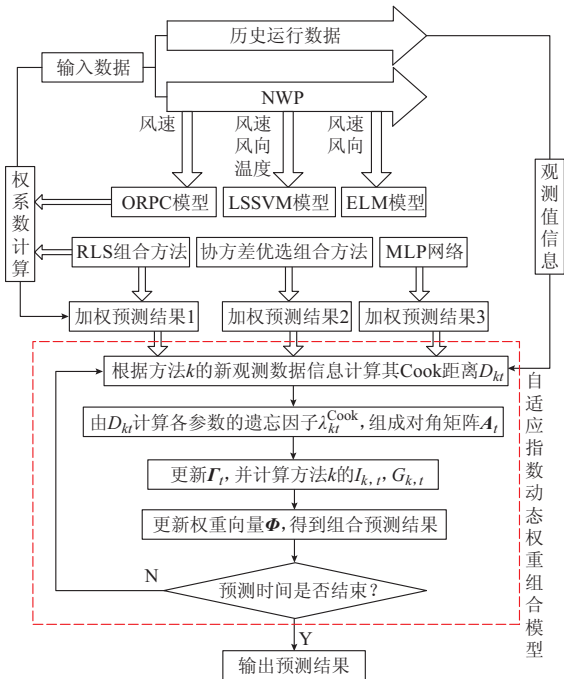 历史运行数据
输入数据
NWP
风速
风速
风向
温度
风速
风向
权系数计算
观测值信息
ORPC模型
LSSVM模型
ELM模型
RLS组合方法
协方差优选组合方法
MLP网络
加权预测结果1
加权预测结果2
加权预测结果3
根据方法k的新观测数据信息计算其Cook距离Dkt
由Dkt计算各参数的遗忘因子λkt^Cook,组成对角矩阵At
更新Γt,并计算方法k的Ik, t, Gk, t
更新权重向量Φ,得到组合预测结果
N
预测时间是否结束?
Y
输出预测结果
自适应指数动态权重组合模型